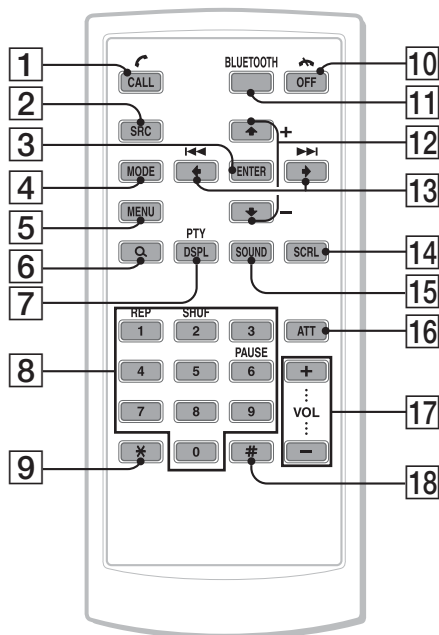 1 CALL BLUETOOTH OFF 10
11
2 SRC + 12
3 ENTER
4 MODE 13
5 MENU −
6 PTY DSPL SOUND SCRL 14
7 15
REP SHUF
1 2 3 ATT 16
8 PAUSE
4 5 6 +
VOL 17
7 8 9 −
9 * 0 # 18